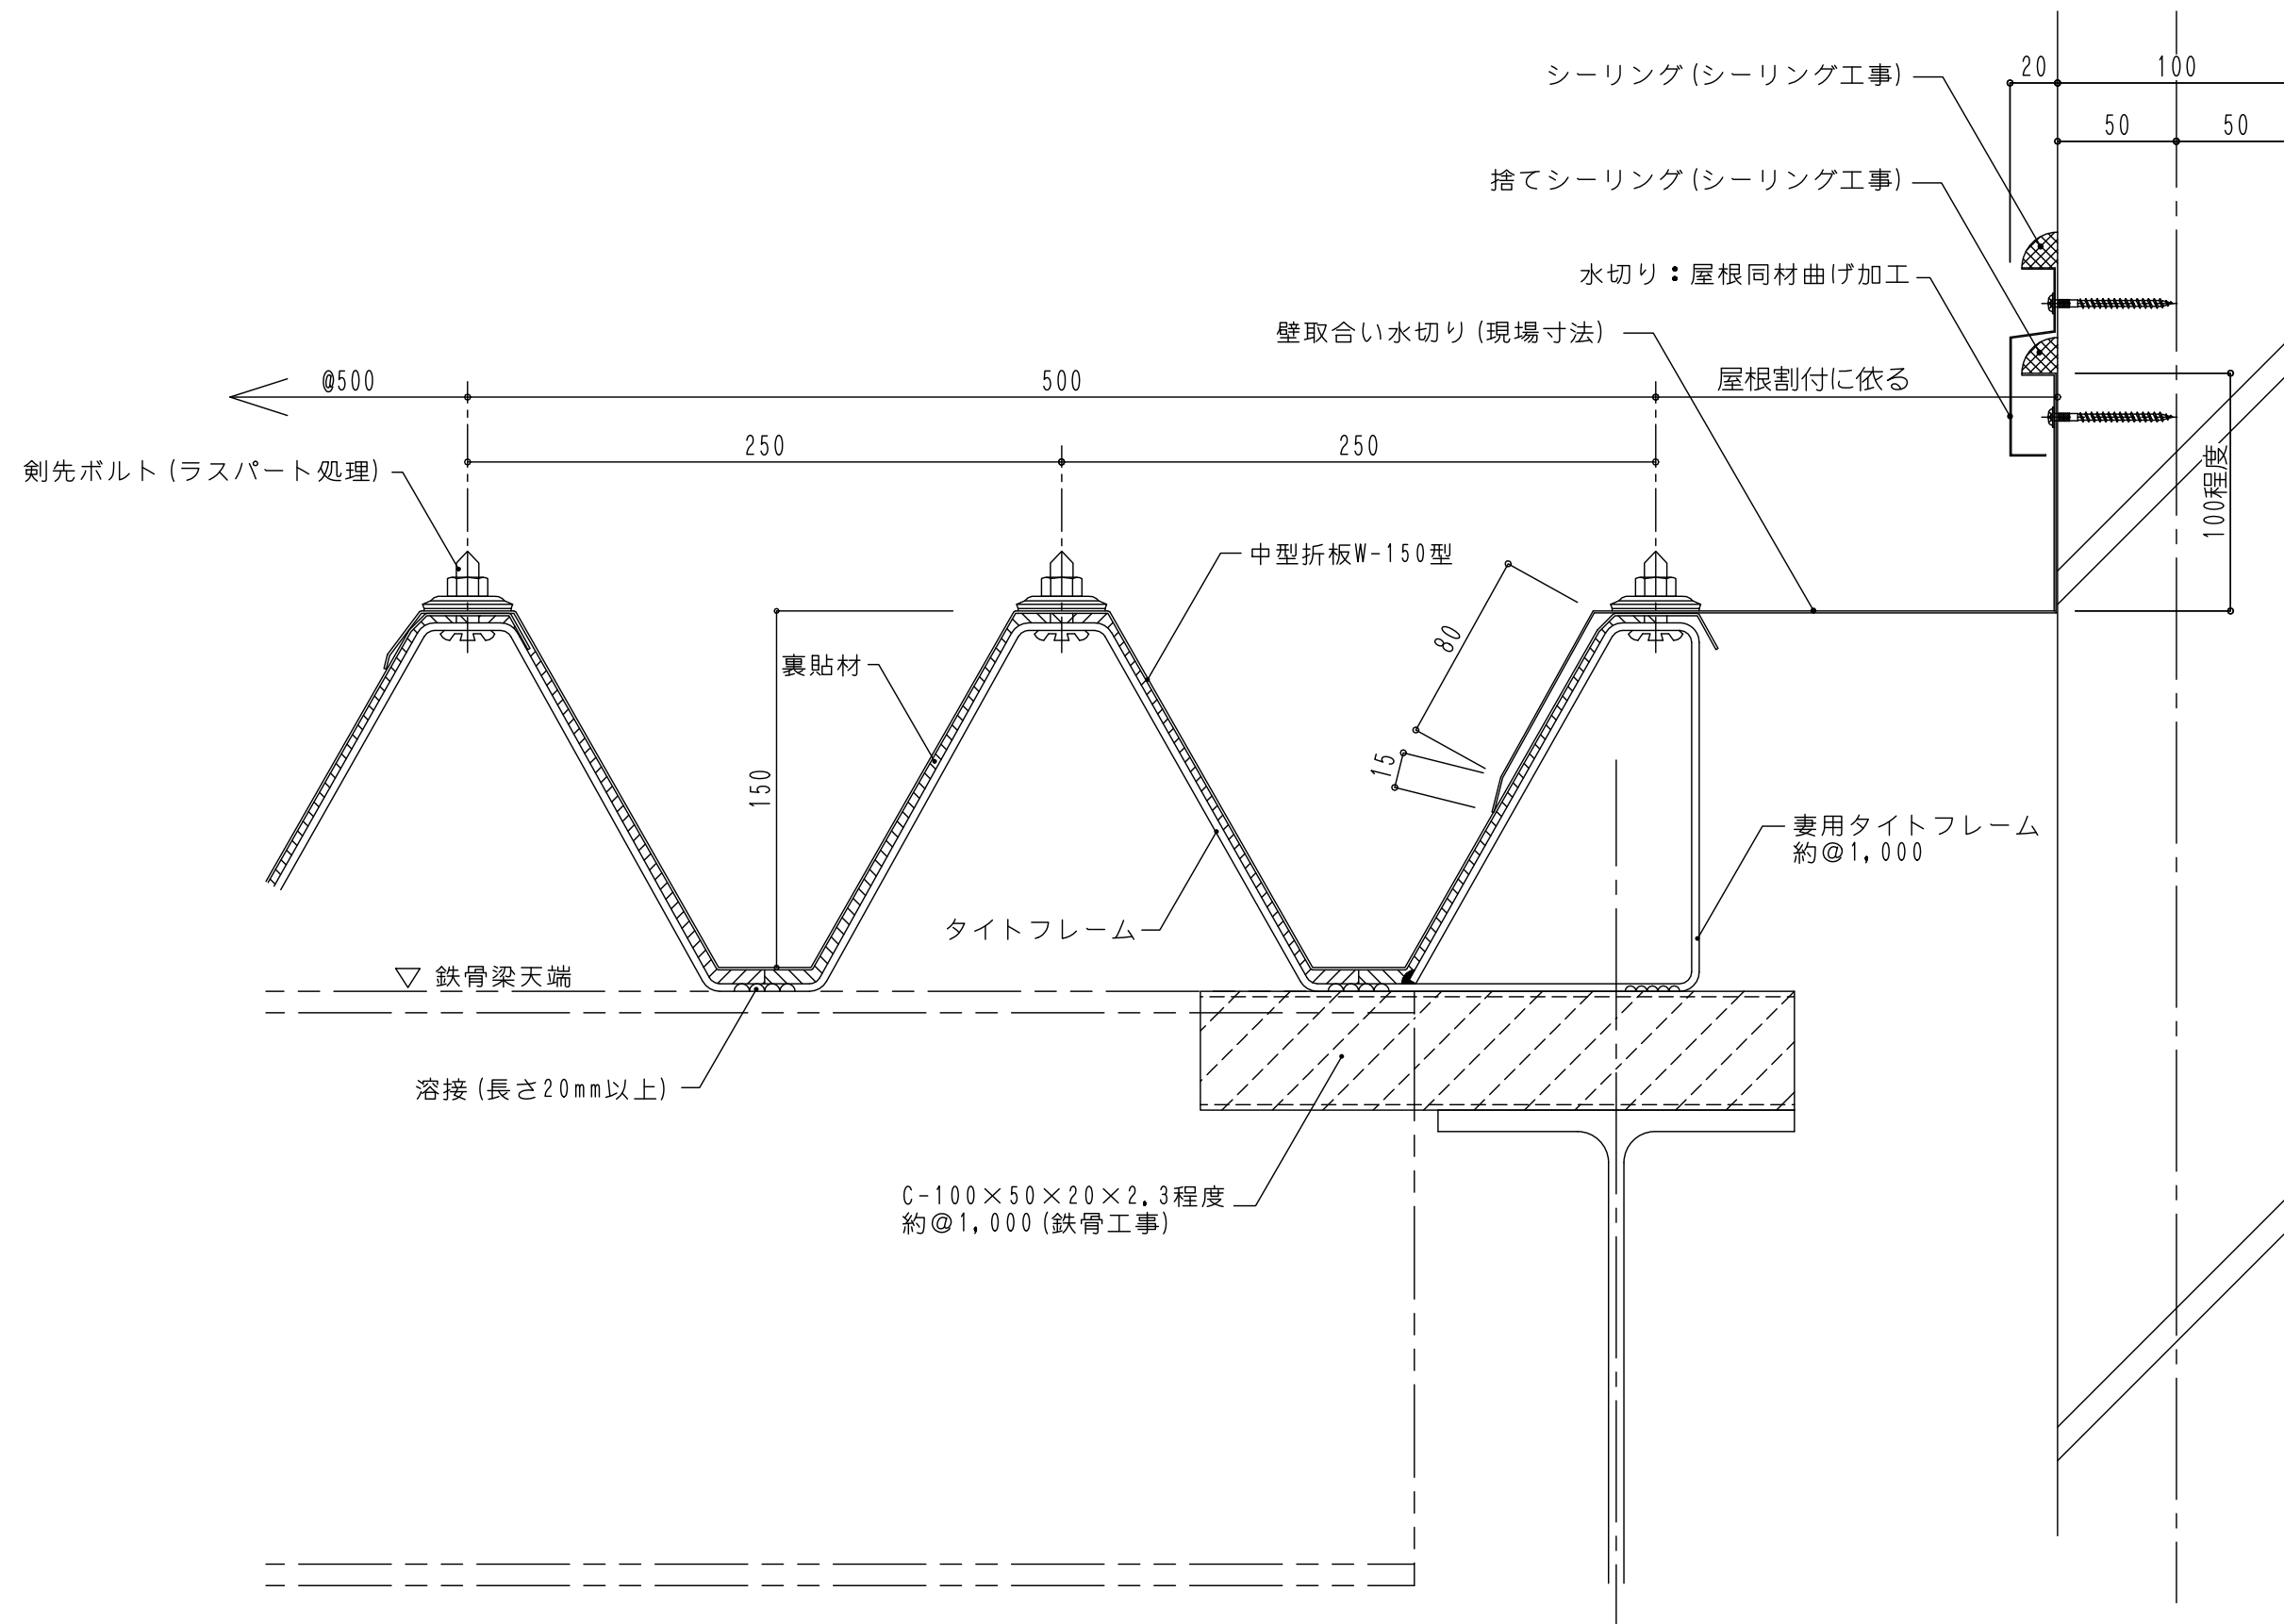 20
100
シーリング(シーリング工事)
50
50
捨てシーリング(シーリング工事)
水切り：屋根同材曲げ加工
壁取合い水切り(現場寸法)
@500
500
屋根割付に依る
250
250
剣先ボルト(ラスパート処理)
100程度
中型折板W-150型
80
裏貼材
15
150
妻用タイトフレーム
約@1,000
タイトフレーム
▽ 鉄骨梁天端
溶接(長さ20mm以上)
C-100×50×20×2.3程度
約@1,000(鉄骨工事)